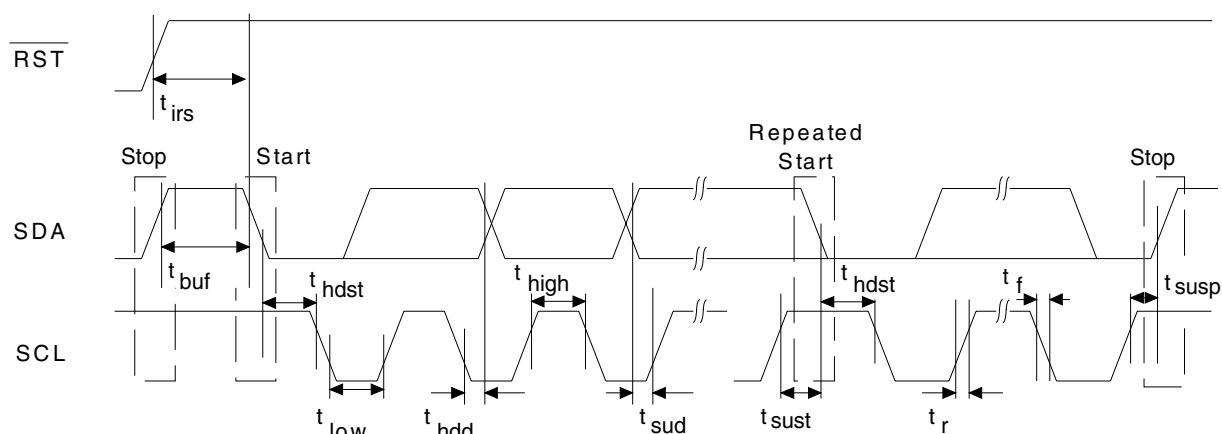 RST
t irs
Repeated
Stop Start Start Stop
SDA
t buf t hdst t high t hdst t f t susp
SCL
t low t hdd t sud t sust t r